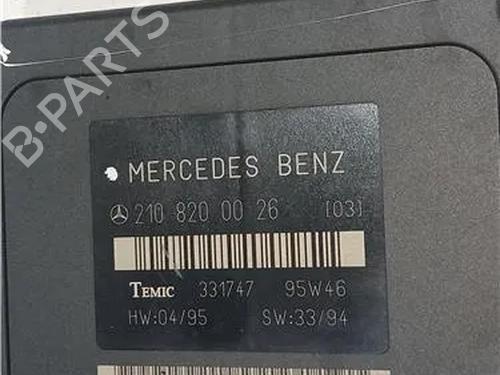 B-PARTS
MERCEDES BENZ
210 820 00 26 [03]
TEMIC 331747 95W46
HW:04/95 SW:33/94